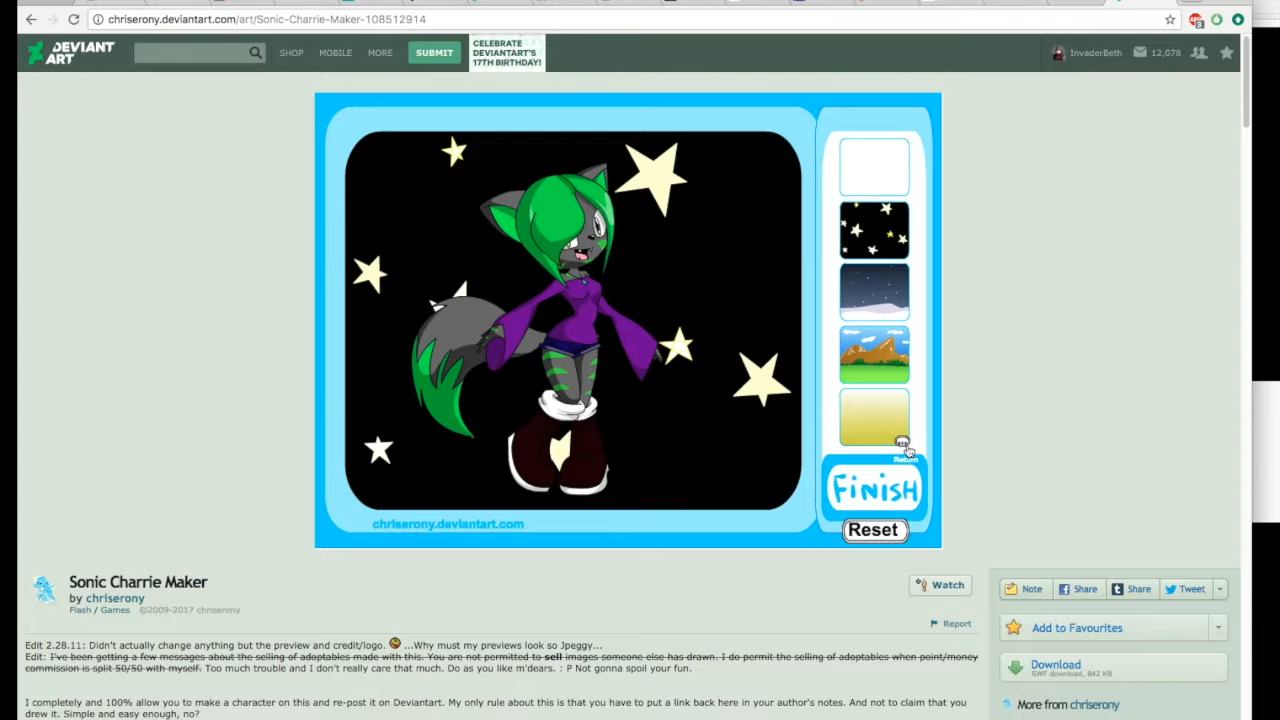 chriserony.deviantart.com/art/Sonic-Charrie-Maker-108512914
DEVIANT ART
SHOP MOBILE MORE SUBMIT
CELEBRATE
DEVIANTART'S
17TH BIRTHDAY!
InvaderBeth 12,078
Return
FINISH
Reset
chriserony.deviantart.com
Sonic Charrie Maker
by chriserony
Flash / Games ©2009-2017 chriserony
Watch
Report
Note Share Share Tweet
Add to Favourites
Download
SWF download, 842 KB
More from chriserony
Edit 2.28.11: Didn't actually change anything but the preview and credit/logo. ...Why must my previews look so Jpeggy...
Edit: I've been getting a few messages about the selling of adoptables made with this. You are not permitted to sell images someone else has drawn. I do permit the selling of adoptables when point/money
commission is split 50/50 with myself. Too much trouble and I don't really care that much. Do as you like m'dears. : P Not gonna spoil your fun.
I completely and 100% allow you to make a character on this and re-post it on Deviantart. My only rule about this is that you have to put a link back here in your author's notes. And not to claim that you
drew it. Simple and easy enough, no?